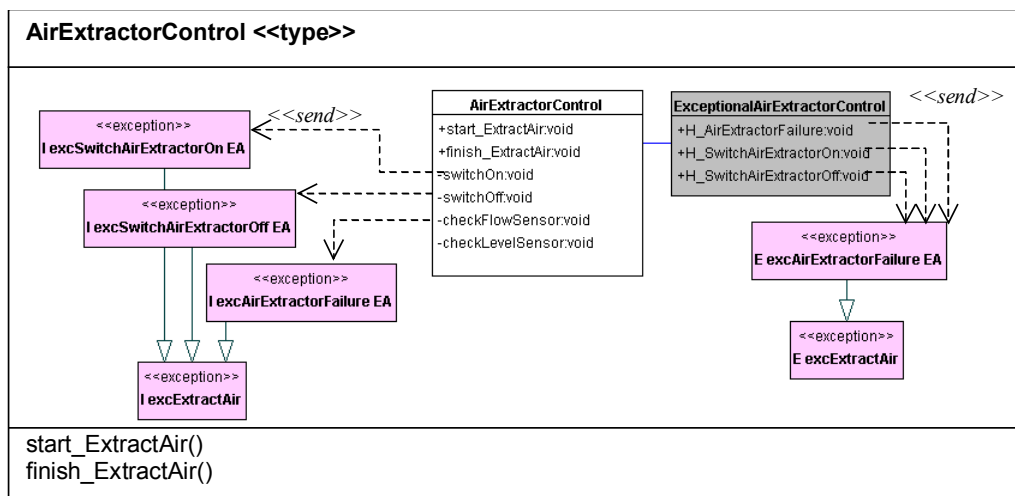 AirExtractorControl <<type>>
<<exception>>
I excSwitchAirExtractorOn EA
<<send>>
<<exception>>
I excSwitchAirExtractorOff EA
<<exception>>
I excAirExtractorFailure EA
<<exception>>
I excExtractAir
AirExtractorControl
+start_ExtractAir:void
+finish_ExtractAir:void
-switchOn:void
-switchOff:void
-checkFlowSensor:void
-checkLevelSensor:void
ExceptionalAirExtractorControl
+H_AirExtractorFailure:void
+H_SwitchAirExtractorOn:void
+H_SwitchAirExtractorOff:void
<<send>>
<<exception>>
E excAirExtractorFailure EA
<<exception>>
E excExtractAir
start_ExtractAir()
finish_ExtractAir()